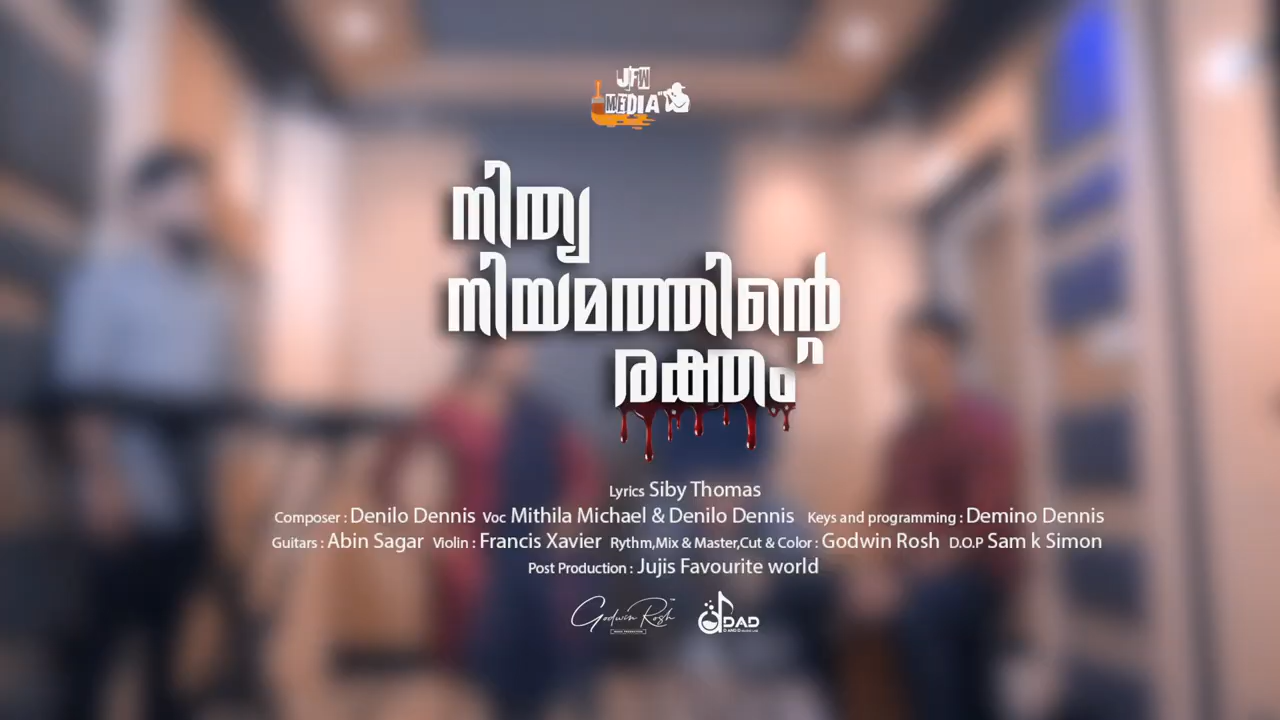 JFW
MEDIA
നിത്യ
നിയമത്തിന്റെ
രക്തം
Lyrics Siby Thomas
Composer : Denilo Dennis Voc Mithila Michael & Denilo Dennis Keys and programming : Demino Dennis
Guitars : Abin Sagar Violin : Francis Xavier Rythm,Mix & Master,Cut & Color : Godwin Rosh D.O.P Sam k Simon
Post Production : Jujis Favourite world
Godwin Rosh ™
DAD